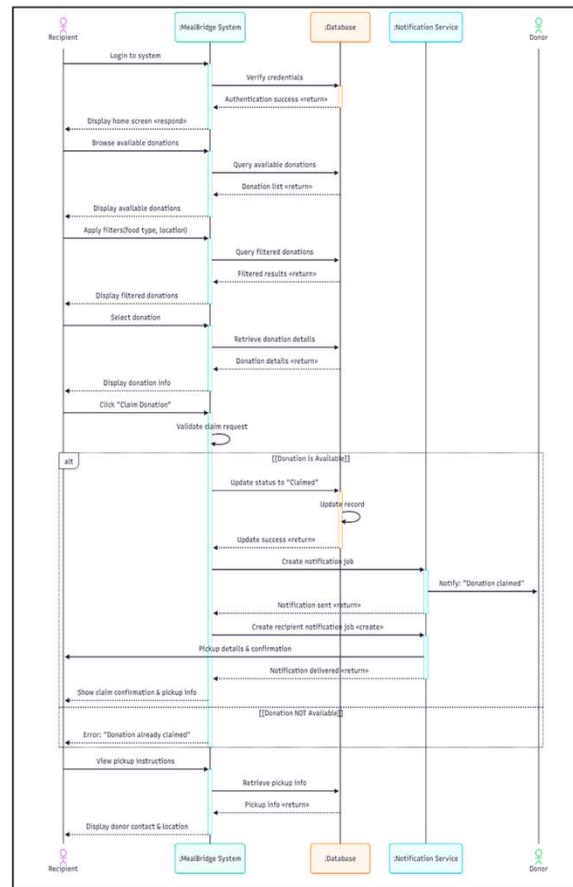 :MealBridge System
:Database
:Notification Service
Recipient
Donor
Login to system
Verify credentials
Authentication success «return»
Display home screen «respond»
Browse available donations
Query available donations
Donation list «return»
Display available donations
Apply filters(food type, location)
Query filtered donations
Filtered results «return»
Display filtered donations
Select donation
Retrieve donation details
Donation details «return»
Display donation info
Click "Claim Donation"
Validate claim request
alt
[[Donation is Available]]
Update status to "Claimed"
Update record
Update success «return»
Create notification job
Notify: "Donation claimed"
Notification sent «return»
Create recipient notification job «create»
Pickup details & confirmation
Notification delivered «return»
Show claim confirmation & pickup info
[[Donation NOT Available]]
Error: "Donation already claimed"
View pickup instructions
Retrieve pickup info
Pickup info «return»
Display donor contact & location
:MealBridge System
:Database
:Notification Service
Recipient
Donor